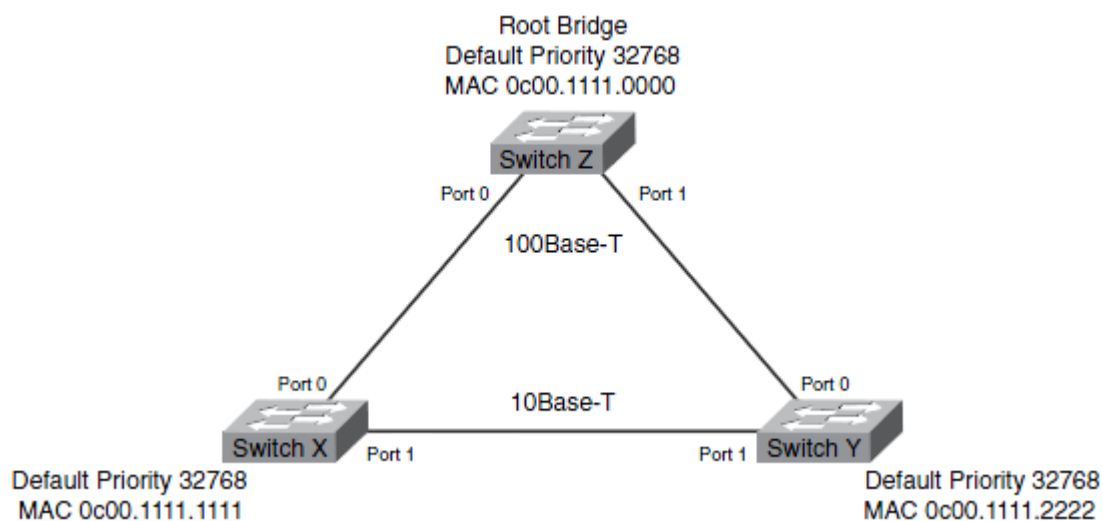 Root Bridge
Default Priority 32768
MAC 0c00.1111.0000
Switch Z
Port 0
Port 1
100Base-T
Port 0
Port 0
10Base-T
Switch X
Port 1
Port 1
Switch Y
Default Priority 32768
MAC 0c00.1111.1111
Default Priority 32768
MAC 0c00.1111.2222